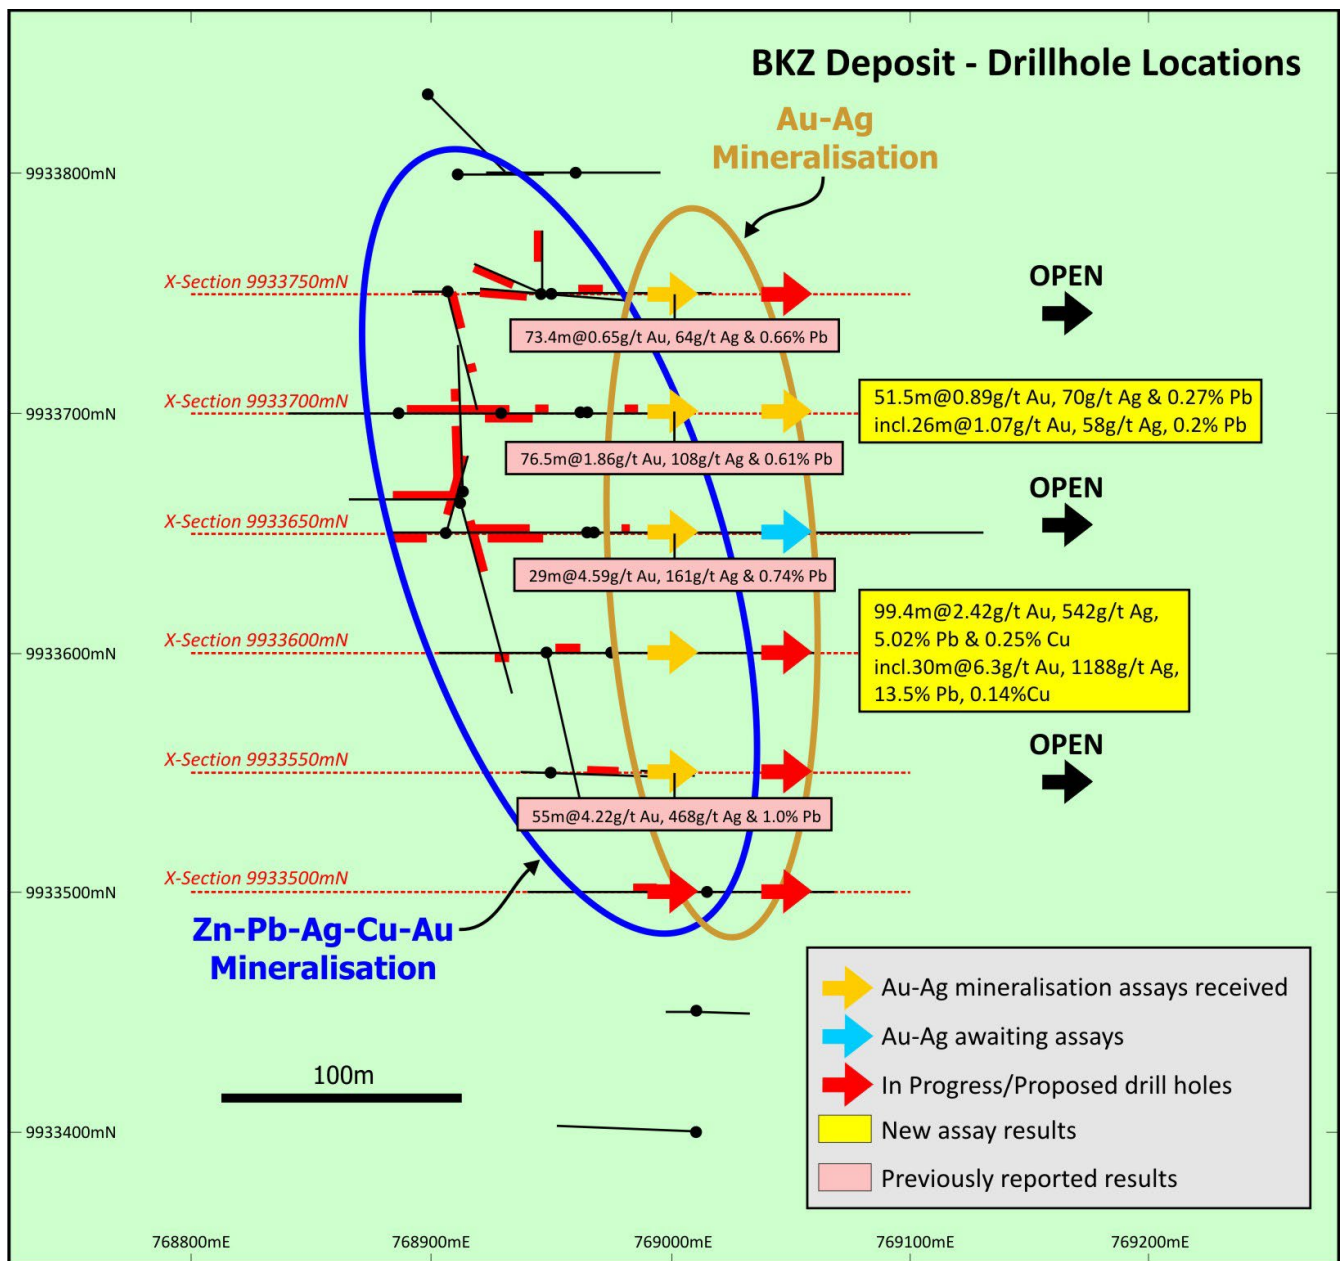 BKZ Deposit - Drillhole Locations
Au-Ag
Mineralisation
9933800mN
X-Section 9933750mN
OPEN
73.4m@0.65g/t Au, 64g/t Ag & 0.66% Pb
9933700mN
X-Section 9933700mN
51.5m@0.89g/t Au, 70g/t Ag & 0.27% Pb
incl.26m@1.07g/t Au, 58g/t Ag, 0.2% Pb
76.5m@1.86g/t Au, 108g/t Ag & 0.61% Pb
OPEN
X-Section 9933650mN
29m@4.59g/t Au, 161g/t Ag & 0.74% Pb
99.4m@2.42g/t Au, 542g/t Ag,
5.02% Pb & 0.25% Cu
incl.30m@6.3g/t Au, 1188g/t Ag,
13.5% Pb, 0.14%Cu
9933600mN
X-Section 9933600mN
OPEN
X-Section 9933550mN
55m@4.22g/t Au, 468g/t Ag & 1.0% Pb
9933500mN
X-Section 9933500mN
Zn-Pb-Ag-Cu-Au
Mineralisation
Au-Ag mineralisation assays received
Au-Ag awaiting assays
In Progress/Proposed drill holes
New assay results
Previously reported results
100m
9933400mN
768800mE
768900mE
769000mE
769100mE
769200mE